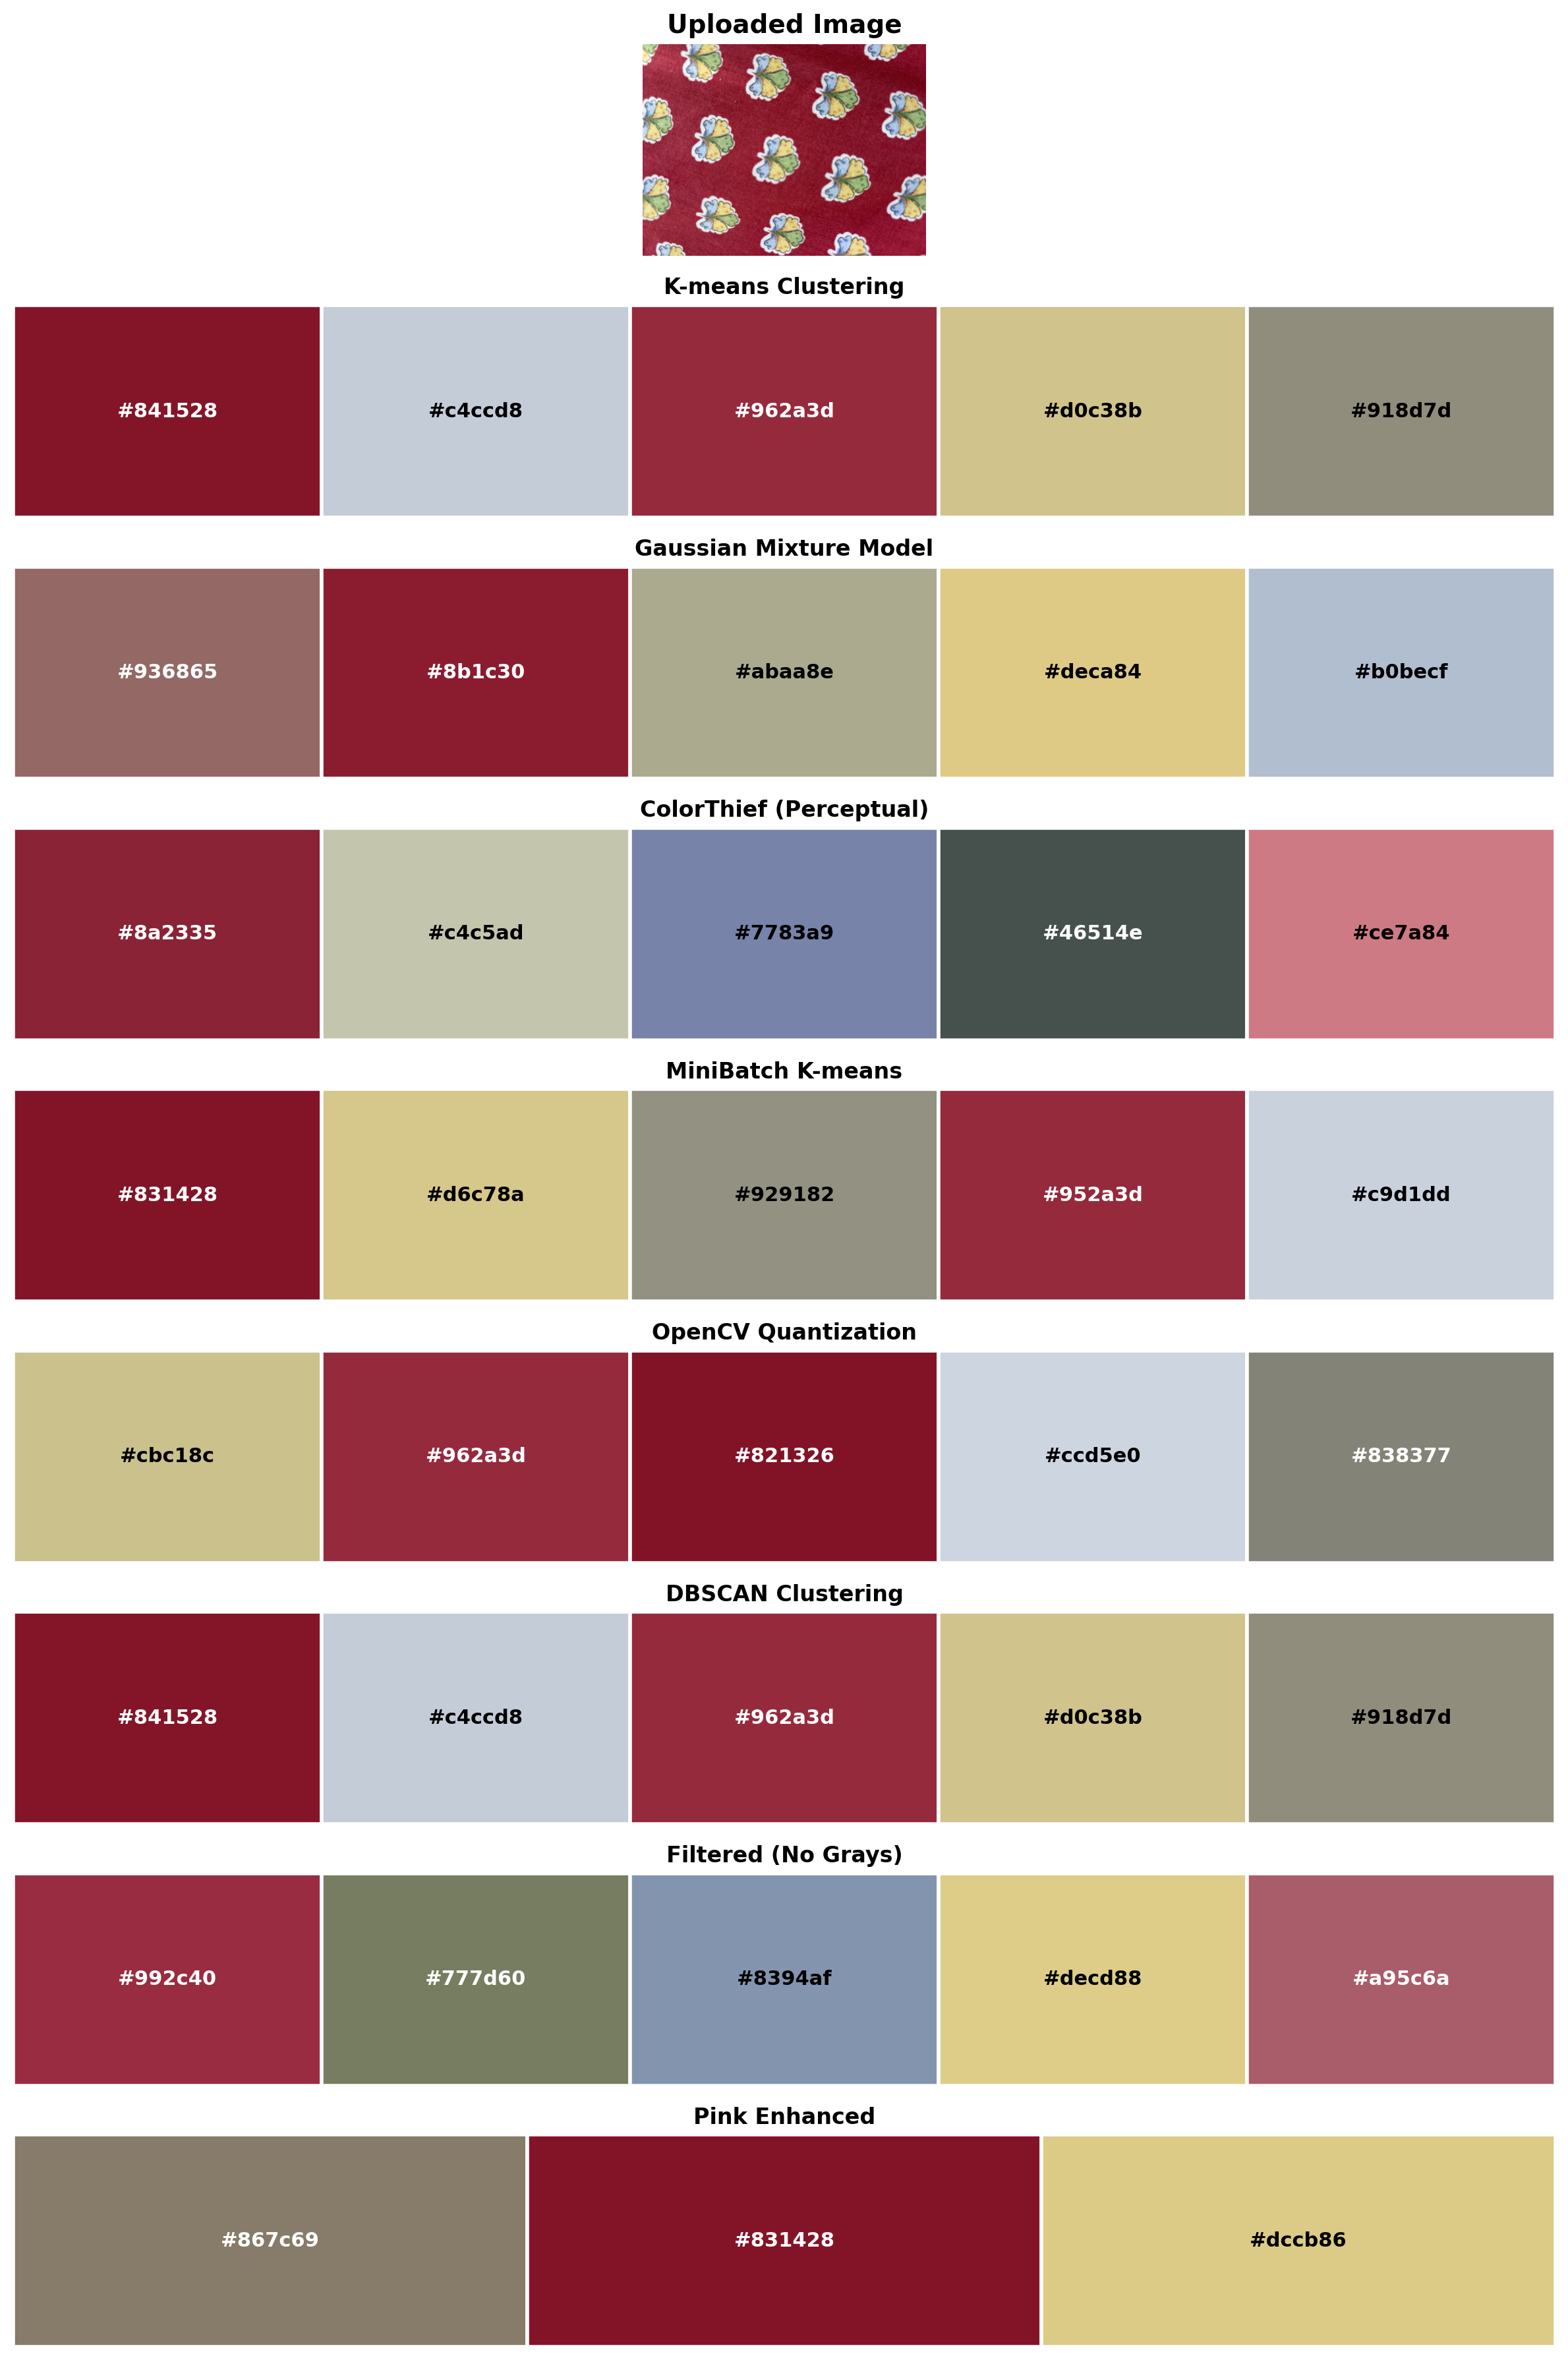 Uploaded Image
K-means Clustering
#841528 #c4ccd8 #962a3d #d0c38b #918d7d
Gaussian Mixture Model
#936865 #8b1c30 #abaa8e #deca84 #b0becf
ColorThief (Perceptual)
#8a2335 #c4c5ad #7783a9 #46514e #ce7a84
MiniBatch K-means
#831428 #d6c78a #929182 #952a3d #c9d1dd
OpenCV Quantization
#cbc18c #962a3d #821326 #ccd5e0 #838377
DBSCAN Clustering
#841528 #c4ccd8 #962a3d #d0c38b #918d7d
Filtered (No Grays)
#992c40 #777d60 #8394af #decd88 #a95c6a
Pink Enhanced
#867c69 #831428 #dccb86